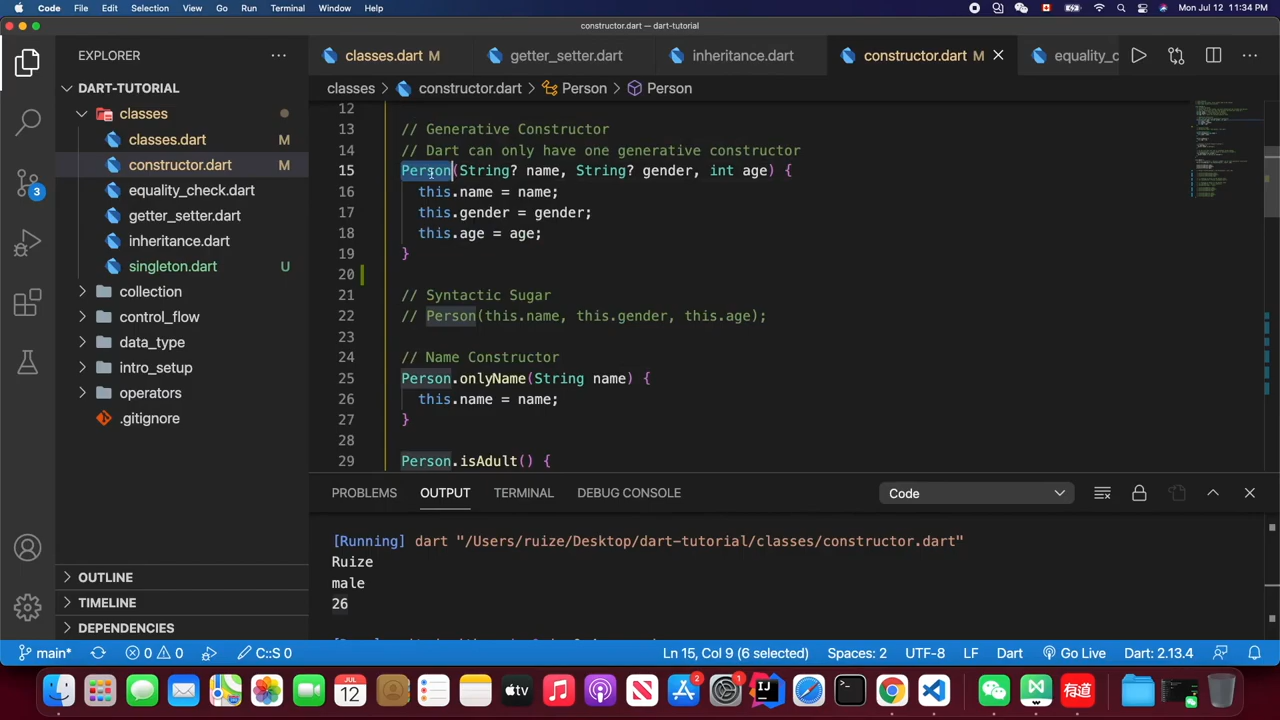 Code File Edit Selection View Go Run Terminal Window Help Mon Jul 12 11:34 PM
constructor.dart — dart-tutorial
EXPLORER
classes.dart M getter_setter.dart inheritance.dart constructor.dart M equality_c
DART-TUTORIAL
classes > constructor.dart > Person > Person
classes
classes.dart M
constructor.dart M
equality_check.dart
getter_setter.dart
inheritance.dart
singleton.dart U
collection
control_flow
data_type
intro_setup
operators
.gitignore
3
OUTLINE
TIMELINE
DEPENDENCIES
12
13 // Generative Constructor
14 // Dart can only have one generative constructor
15 Person(String? name, String? gender, int age) {
16 this.name = name;
17 this.gender = gender;
18 this.age = age;
19 }
20
21 // Syntactic Sugar
22 // Person(this.name, this.gender, this.age);
23
24 // Name Constructor
25 Person.onlyName(String name) {
26 this.name = name;
27 }
28
29 Person.isAdult() {
PROBLEMS OUTPUT TERMINAL DEBUG CONSOLE Code
[Running] dart "/Users/ruize/Desktop/dart-tutorial/classes/constructor.dart"
Ruize
male
26
main* 0 0 C::S 0 Ln 15, Col 9 (6 selected) Spaces: 2 UTF-8 LF Dart Go Live Dart: 2.13.4
JUL
12
tv
2
1
有道